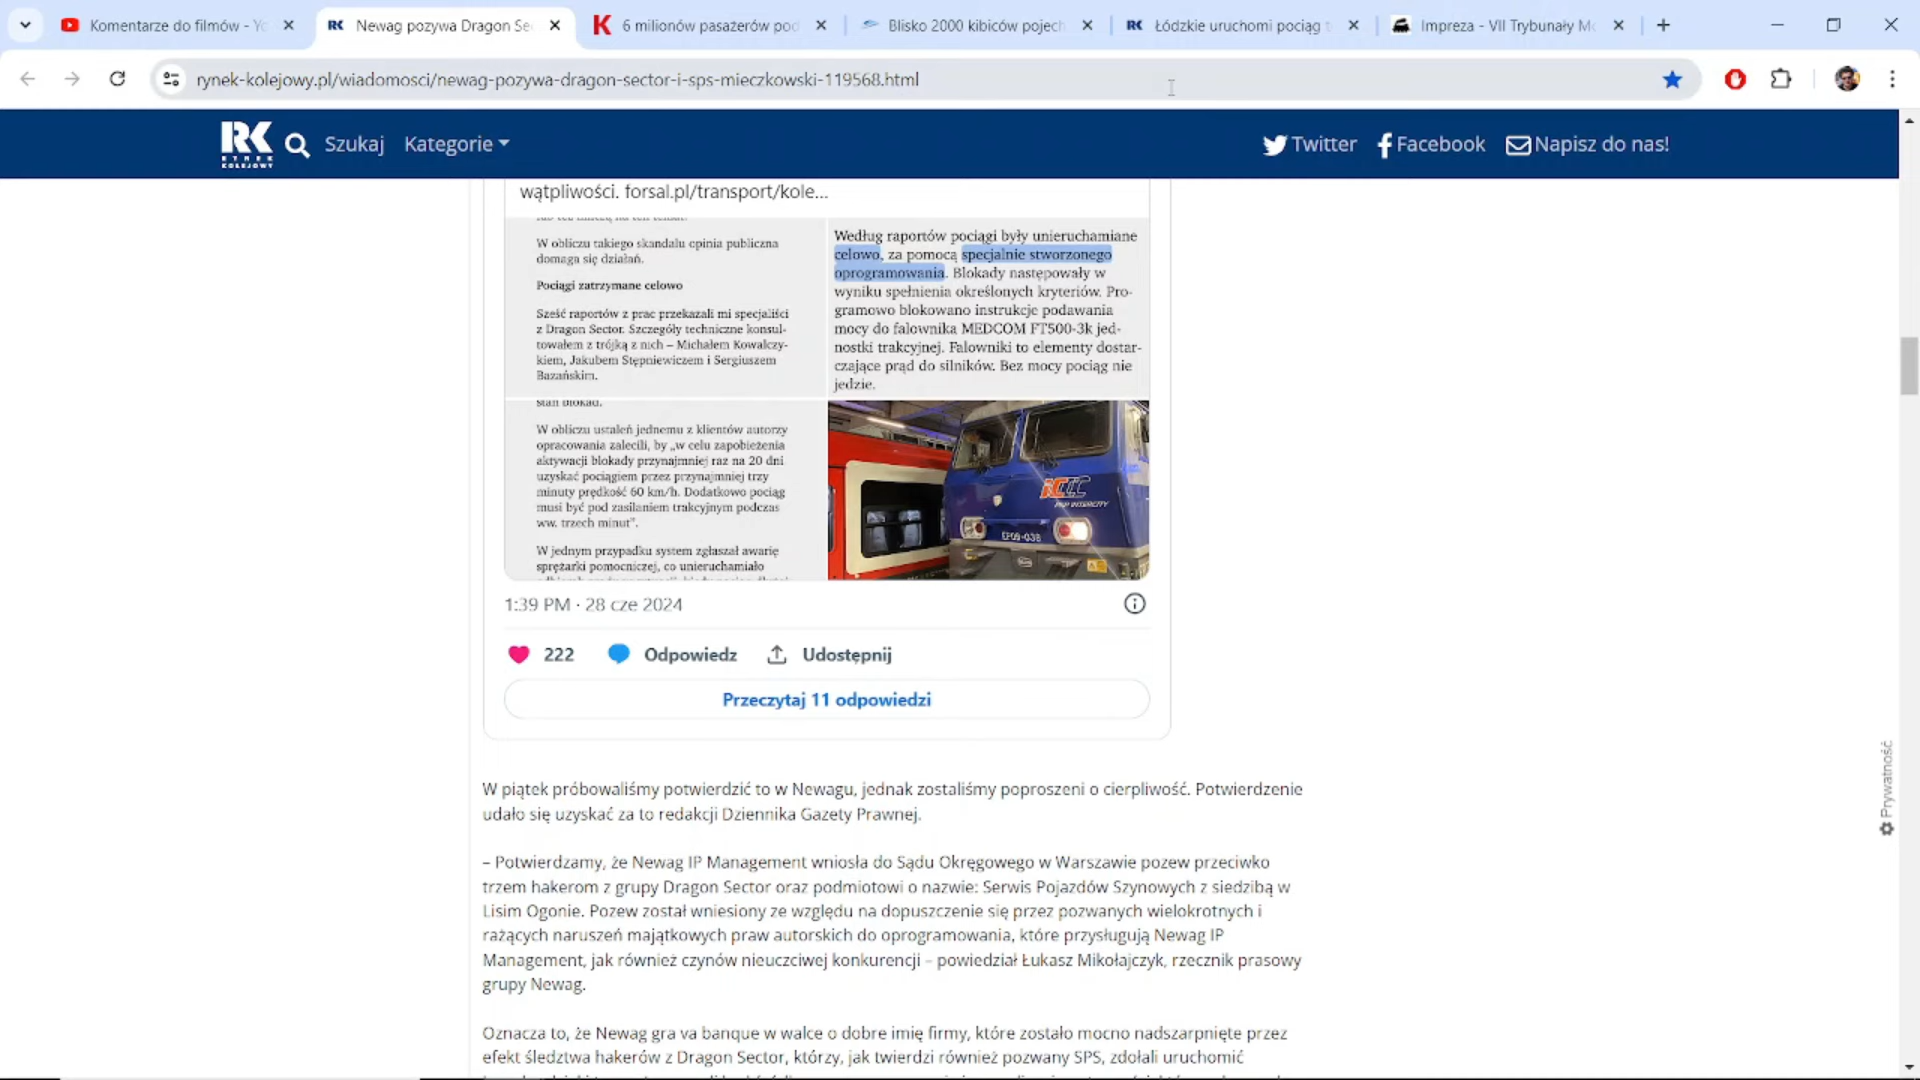 Komentarze do filmów - Yo
Newag pozywa Dragon Se
6 milionów pasażerów pod
Blisko 2000 kibiców pojech
Łódzkie uruchomi pociąg t
Impreza - VII Trybunały Mo
rynek-kolejowy.pl/wiadomosci/newag-pozywa-dragon-sector-i-sps-mieczkowski-119568.html
RK
RYNEK
KOLEJOWY
Szukaj
Kategorie
Twitter
Facebook
Napisz do nas!
wątpliwości. forsal.pl/transport/kole...
W obliczu takiego skandalu opinia publiczna
domaga się działań.
Pociągi zatrzymane celowo
Sześć raportów z prac przekazali mi specjaliści
z Dragon Sector. Szczegóły techniczne konsul-
towałem z trójką z nich – Michałem Kowalczy-
kiem, Jakubem Stępniewiczem i Sergiuszem
Bazańskim.
Według raportów pociągi były unieruchamiane
celowo, za pomocą specjalnie stworzonego
oprogramowania. Blokady następowały w
wyniku spełnienia określonych kryteriów. Pro-
gramowo blokowano instrukcje podawania
mocy do falownika MEDCOM FT500-3k jed-
nostki trakcyjnej. Falowniki to elementy dostar-
czające prąd do silników. Bez mocy pociąg nie
jedzie.
stan blokad.
W obliczu ustaleń jednemu z klientów autorzy
opracowania zalecili, by „w celu zapobieżenia
aktywacji blokady przynajmniej raz na 20 dni
uzyskać pociągiem przez przynajmniej trzy
minuty prędkość 60 km/h. Dodatkowo pociąg
musi być pod zasilaniem trakcyjnym podczas
ww. trzech minut”.
W jednym przypadku system zgłaszał awarię
sprężarki pomocniczej, co unieruchamiało
PKP INTERCITY
EP09-038
1:39 PM · 28 cze 2024
222
Odpowiedz
Udostępnij
Przeczytaj 11 odpowiedzi
W piątek próbowaliśmy potwierdzić to w Newagu, jednak zostaliśmy poproszeni o cierpliwość. Potwierdzenie
udało się uzyskać za to redakcji Dziennika Gazety Prawnej.
– Potwierdzamy, że Newag IP Management wniosła do Sądu Okręgowego w Warszawie pozew przeciwko
trzem hakerom z grupy Dragon Sector oraz podmiotowi o nazwie: Serwis Pojazdów Szynowych z siedzibą w
Lisim Ogonie. Pozew został wniesiony ze względu na dopuszczenie się przez pozwanych wielokrotnych i
rażących naruszeń majątkowych praw autorskich do oprogramowania, które przysługują Newag IP
Management, jak również czynów nieuczciwej konkurencji – powiedział Łukasz Mikołajczyk, rzecznik prasowy
grupy Newag.
Oznacza to, że Newag gra va banque w walce o dobre imię firmy, które zostało mocno nadszarpnięte przez
efekt śledztwa hakerów z Dragon Sector, którzy, jak twierdzi również pozwany SPS, zdołali uruchomić
Prywatność